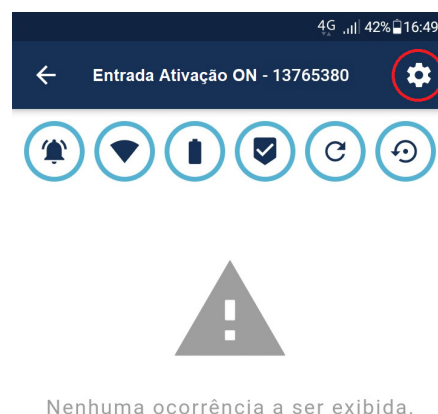 4G 42% 16:49
Entrada Ativação ON - 13765380
Nenhuma ocorrência a ser exibida.